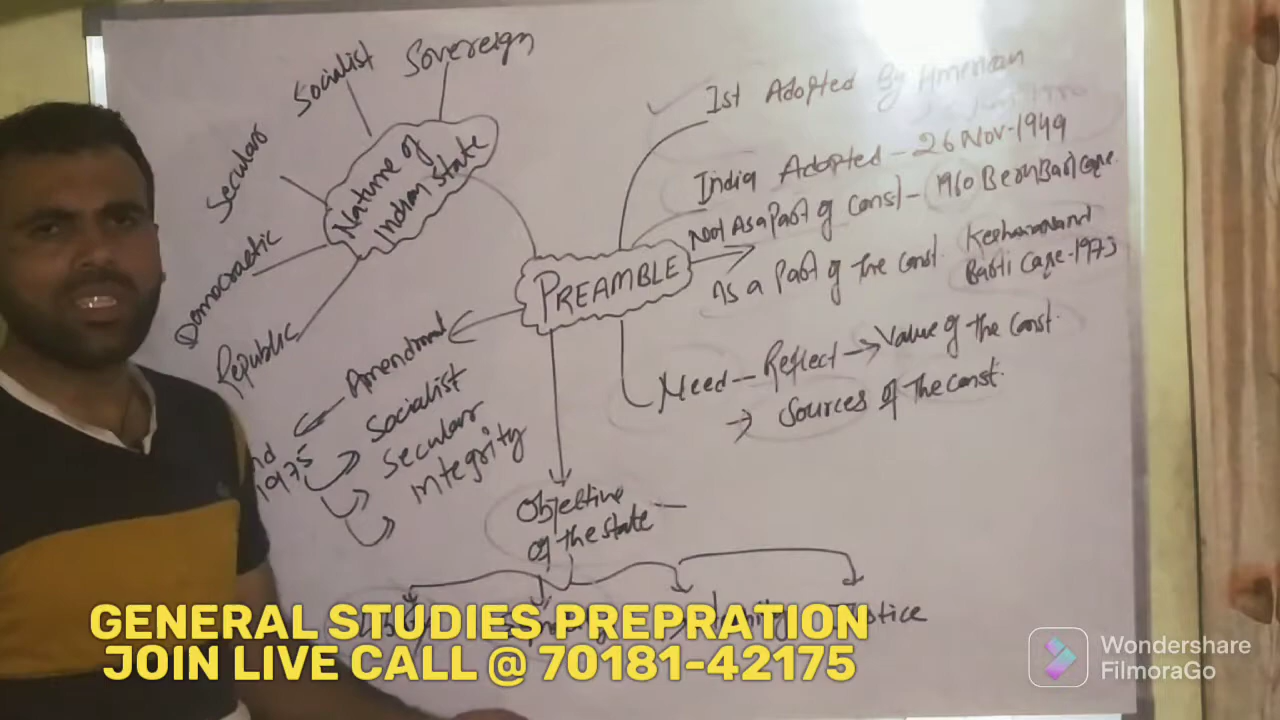 Sovereign
Socialist
Secular
Democractic
Republic
Nature of
Indian State
PREAMBLE
1st Adopted By American
India Adopted - 26 Nov-1949
Not As a Part of Const - 1960 BeruBari Case.
Is a Part of The Const. Keshavanand
Barti Case-1973
Need - Reflect → Value of The Const.
→ Sources of The Const.
Amendment
1975
Socialist
Secular
Integrity
Objective
of The State
GENERAL STUDIES PREPRATION
JOIN LIVE CALL @ 70181-42175
Wondershare
FilmoraGo